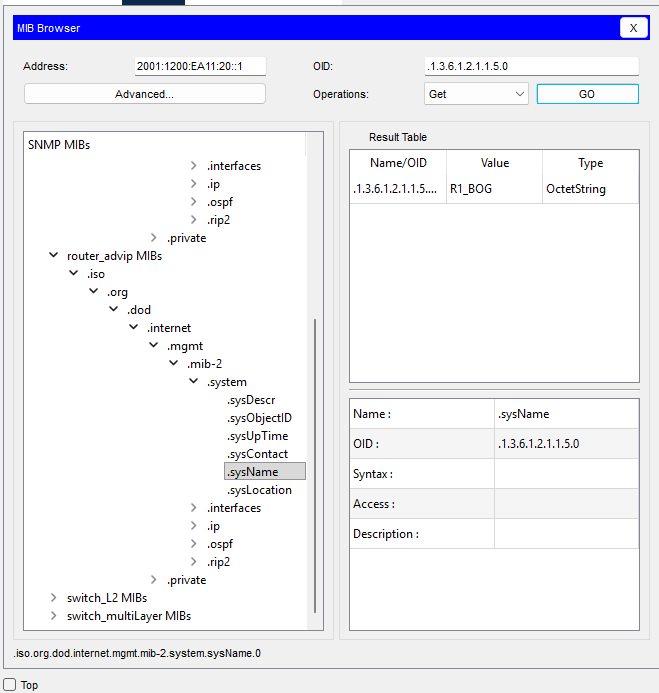 MIB Browser
X
Address:
2001:1200:EA11:20::1
OID:
.1.3.6.1.2.1.1.5.0
Advanced...
Operations:
Get
GO
SNMP MIBs
.interfaces
.ip
.ospf
.rip2
.private
router_advip MIBs
.iso
.org
.dod
.internet
.mgmt
.mib-2
.system
.sysDescr
.sysObjectID
.sysUpTime
.sysContact
.sysName
.sysLocation
.interfaces
.ip
.ospf
.rip2
.private
switch_L2 MIBs
switch_multiLayer MIBs
Result Table
Name/OID Value Type
.1.3.6.1.2.1.1.5.... R1_BOG OctetString
Name : .sysName
OID : .1.3.6.1.2.1.1.5.0
Syntax :
Access :
Description :
.iso.org.dod.internet.mgmt.mib-2.system.sysName.0
Top